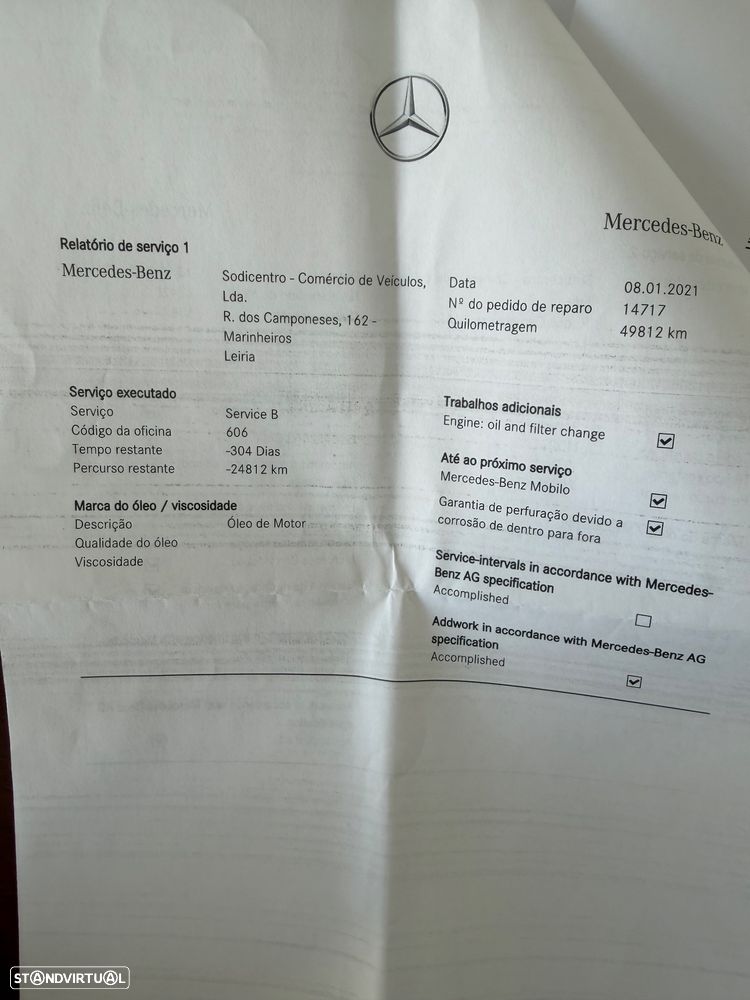 Mercedes-Benz
Relatório de serviço 1
Mercedes-Benz
Sodicentro - Comércio de Veículos,
Lda.
R. dos Camponeses, 162 -
Marinheiros
Leiria
Data 08.01.2021
Nº do pedido de reparo 14717
Quilometragem 49812 km
Serviço executado
Serviço Service B
Código da oficina 606
Tempo restante -304 Dias
Percurso restante -24812 km
Marca do óleo / viscosidade
Descrição Óleo de Motor
Qualidade do óleo
Viscosidade
Trabalhos adicionais
Engine: oil and filter change
Até ao próximo serviço
Mercedes-Benz Mobilo
Garantia de perfuração devido a
corrosão de dentro para fora
Service-intervals in accordance with Mercedes-
Benz AG specification
Accomplished
Addwork in accordance with Mercedes-Benz AG
specification
Accomplished
STANDVIRTUAL